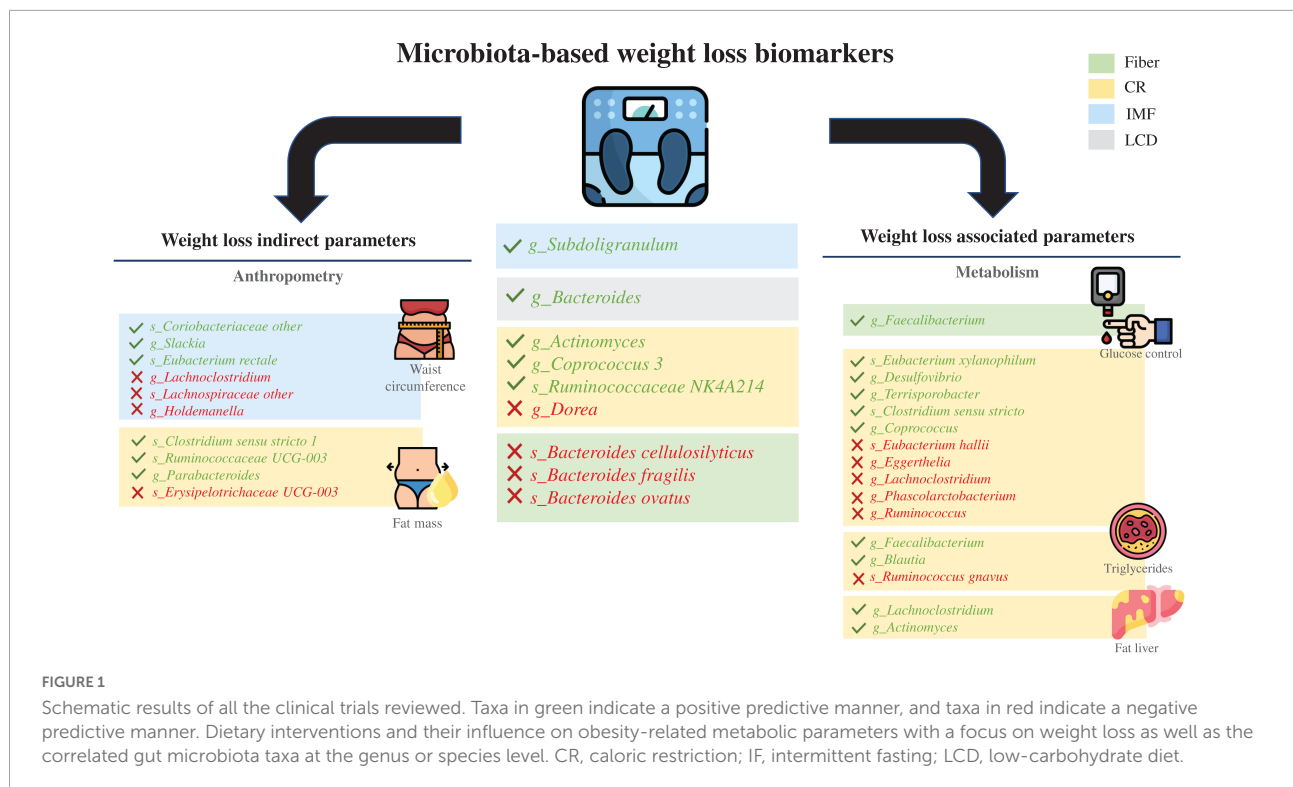 Microbiota-based weight loss biomarkers
Fiber
CR
IMF
LCD
Weight loss indirect parameters
Anthropometry
s_Coriobacteriaceae other
g_Slackia
s_Eubacterium rectale
g_Lachnoclostridium
s_Lachnospiraceae other
g_Holdemanella
Waist
circumference
s_Clostridium sensu stricto 1
s_Ruminococcaceae UCG-003
g_Parabacteroides
s_Erysipelotrichaceae UCG-003
Fat mass
g_Subdoligranulum
g_Bacteroides
g_Actinomyces
g_Coprococcus 3
s_Ruminococcaceae NK4A214
g_Dorea
s_Bacteroides cellulosilyticus
s_Bacteroides fragilis
s_Bacteroides ovatus
Weight loss associated parameters
Metabolism
g_Faecalibacterium
Glucose control
s_Eubacterium xylanophilum
g_Desulfovibrio
g_Terrisporobacter
s_Clostridium sensu stricto
g_Coprococcus
s_Eubacterium hallii
g_Eggerthelia
g_Lachnoclostridium
g_Phascolarctobacterium
g_Ruminococcus
g_Faecalibacterium
g_Blautia
s_Ruminococcus gnavus
Triglycerides
g_Lachnoclostridium
g_Actinomyces
Fat liver
FIGURE 1
Schematic results of all the clinical trials reviewed. Taxa in green indicate a positive predictive manner, and taxa in red indicate a negative
predictive manner. Dietary interventions and their influence on obesity-related metabolic parameters with a focus on weight loss as well as the
correlated gut microbiota taxa at the genus or species level. CR, caloric restriction; IF, intermittent fasting; LCD, low-carbohydrate diet.